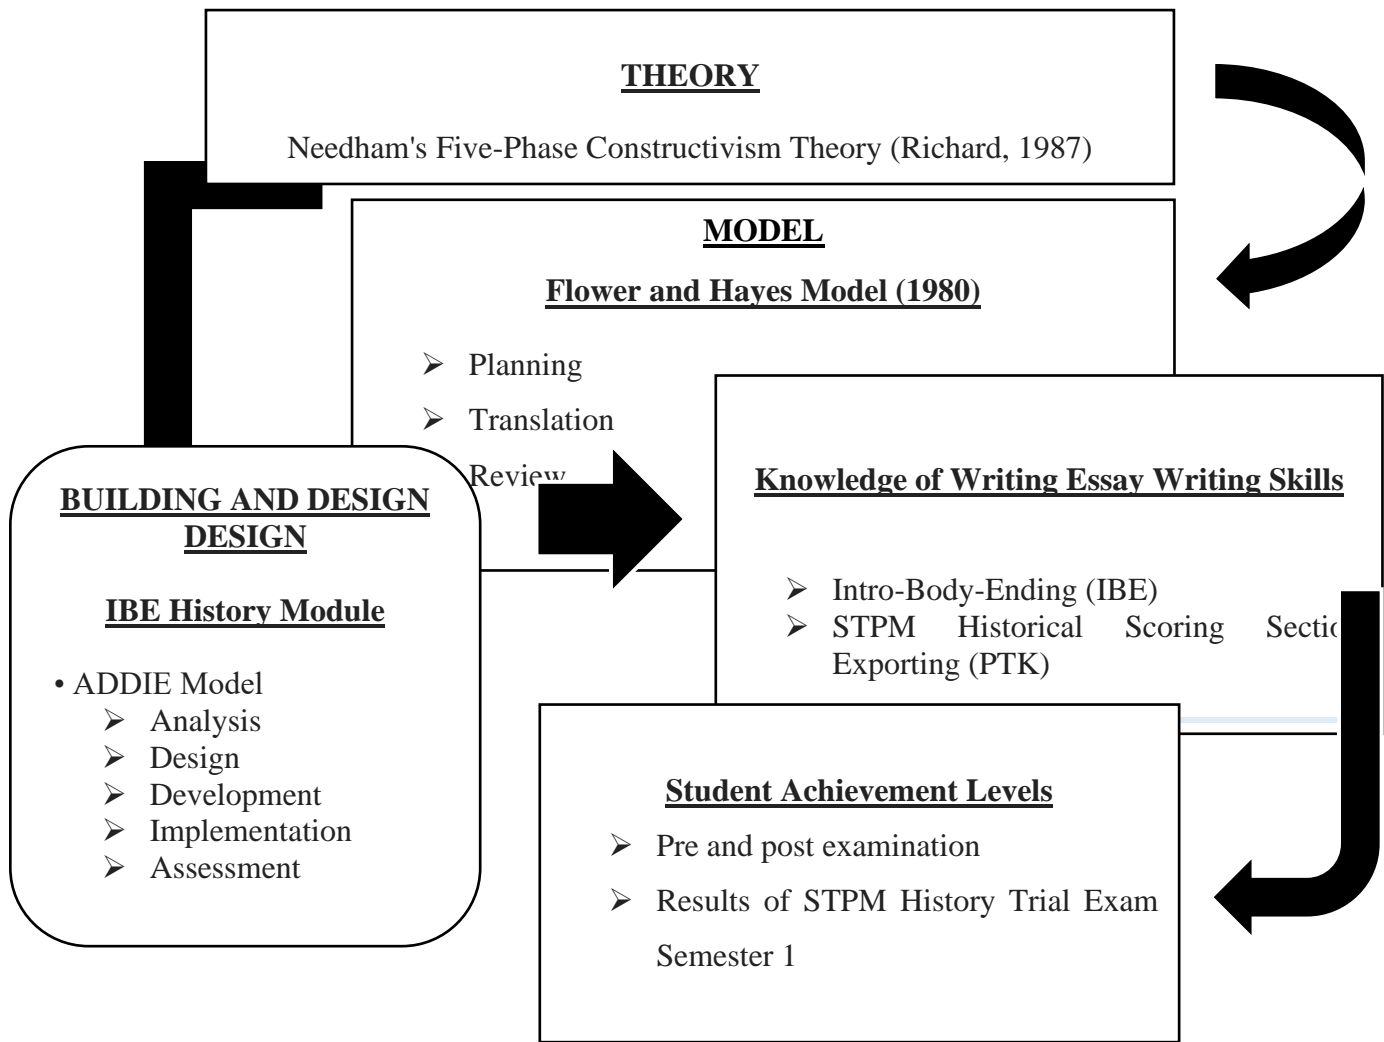 THEORY
Needham's Five-Phase Constructivism Theory (Richard, 1987)
MODEL
Flower and Hayes Model (1980)
➢ Planning
➢ Translation
Review
BUILDING AND DESIGN
DESIGN
IBE History Module
• ADDIE Model
➢ Analysis
➢ Design
➢ Development
➢ Implementation
➢ Assessment
Knowledge of Writing Essay Writing Skills
➢ Intro-Body-Ending (IBE)
➢ STPM Historical Scoring Sectio
Exporting (PTK)
Student Achievement Levels
➢ Pre and post examination
➢ Results of STPM History Trial Exam
Semester 1